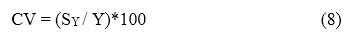 CV = (SY / Y)*100 (8)